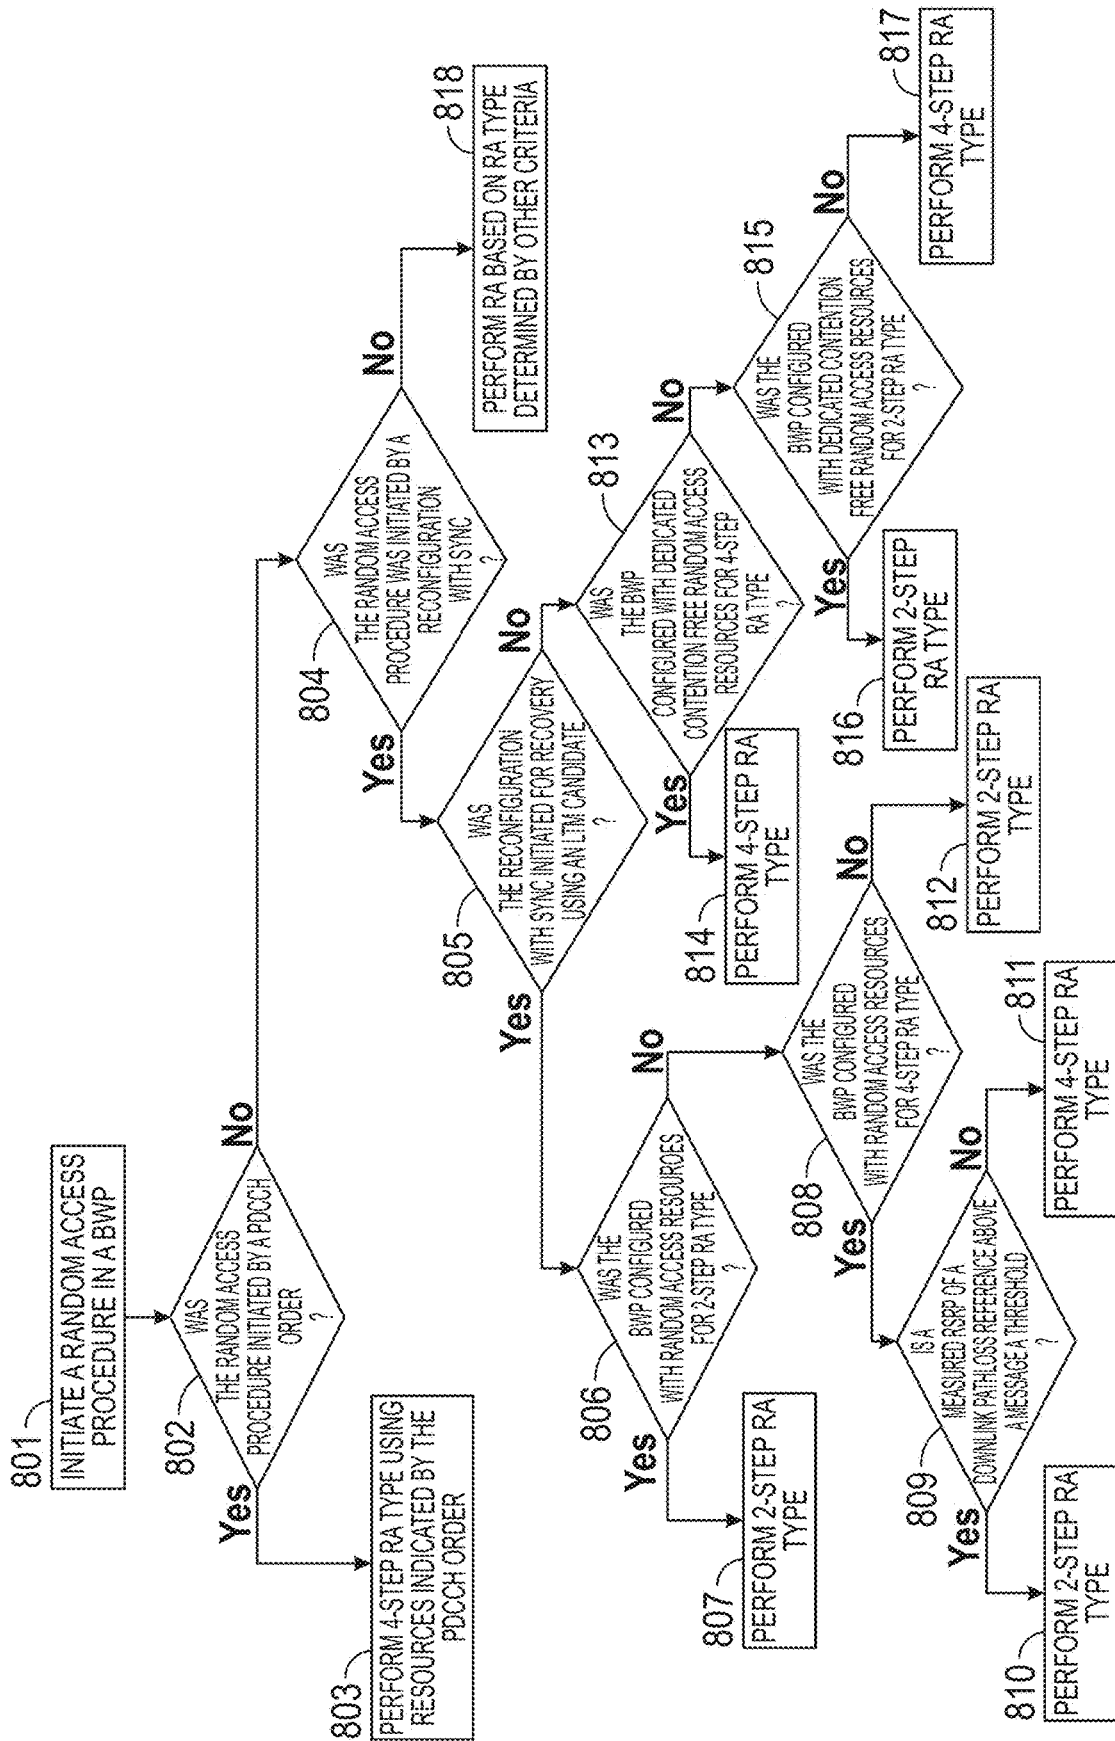 801
INITIATE A RANDOM ACCESS
PROCEDURE IN A BWP
802
WAS
THE RANDOM ACCESS
PROCEDURE INITIATED BY A PDCCH
ORDER
?
Yes
No
803
PERFORM 4-STEP RA TYPE USING
RESOURCES INDICATED BY THE
PDCCH ORDER
804
WAS
THE RANDOM ACCESS
PROCEDURE WAS INITIATED BY A
RECONFIGURATION
WITH SYNC
?
Yes
No
818
PERFORM RA BASED ON RA TYPE
DETERMINED BY OTHER CRITERIA
805
WAS
THE RECONFIGURATION
WITH SYNC INITIATED FOR RECOVERY
USING AN LTM CANDIDATE
?
Yes
No
806
WAS THE
BWP CONFIGURED
WITH RANDOM ACCESS RESOURCES
FOR 2-STEP RA TYPE
?
Yes
No
807
PERFORM 2-STEP RA
TYPE
808
WAS THE
BWP CONFIGURED
WITH RANDOM ACCESS RESOURCES
FOR 4-STEP RA TYPE
?
Yes
No
809
IS A
MEASURED RSRP OF A
DOWNLINK PATHLOSS REFERENCE ABOVE
A MESSAGE A THRESHOLD
?
Yes
No
810
PERFORM 2-STEP RA
TYPE
811
PERFORM 4-STEP RA
TYPE
812
PERFORM 2-STEP RA
TYPE
813
WAS
THE BWP
CONFIGURED WITH DEDICATED
CONTENTION FREE RANDOM ACCESS
RESOURCES FOR 4-STEP
RA TYPE
?
Yes
No
814
PERFORM 4-STEP RA
TYPE
815
WAS THE
BWP CONFIGURED
WITH DEDICATED CONTENTION
FREE RANDOM ACCESS RESOURCES
FOR 2-STEP RA TYPE
?
Yes
No
816
PERFORM 2-STEP
RA TYPE
817
PERFORM 4-STEP RA
TYPE